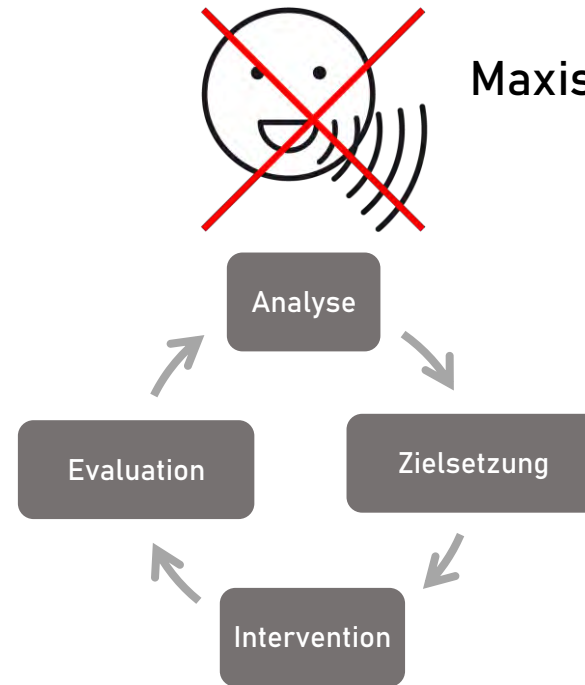 Maxis
Analyse
Evaluation
Zielsetzung
Intervention